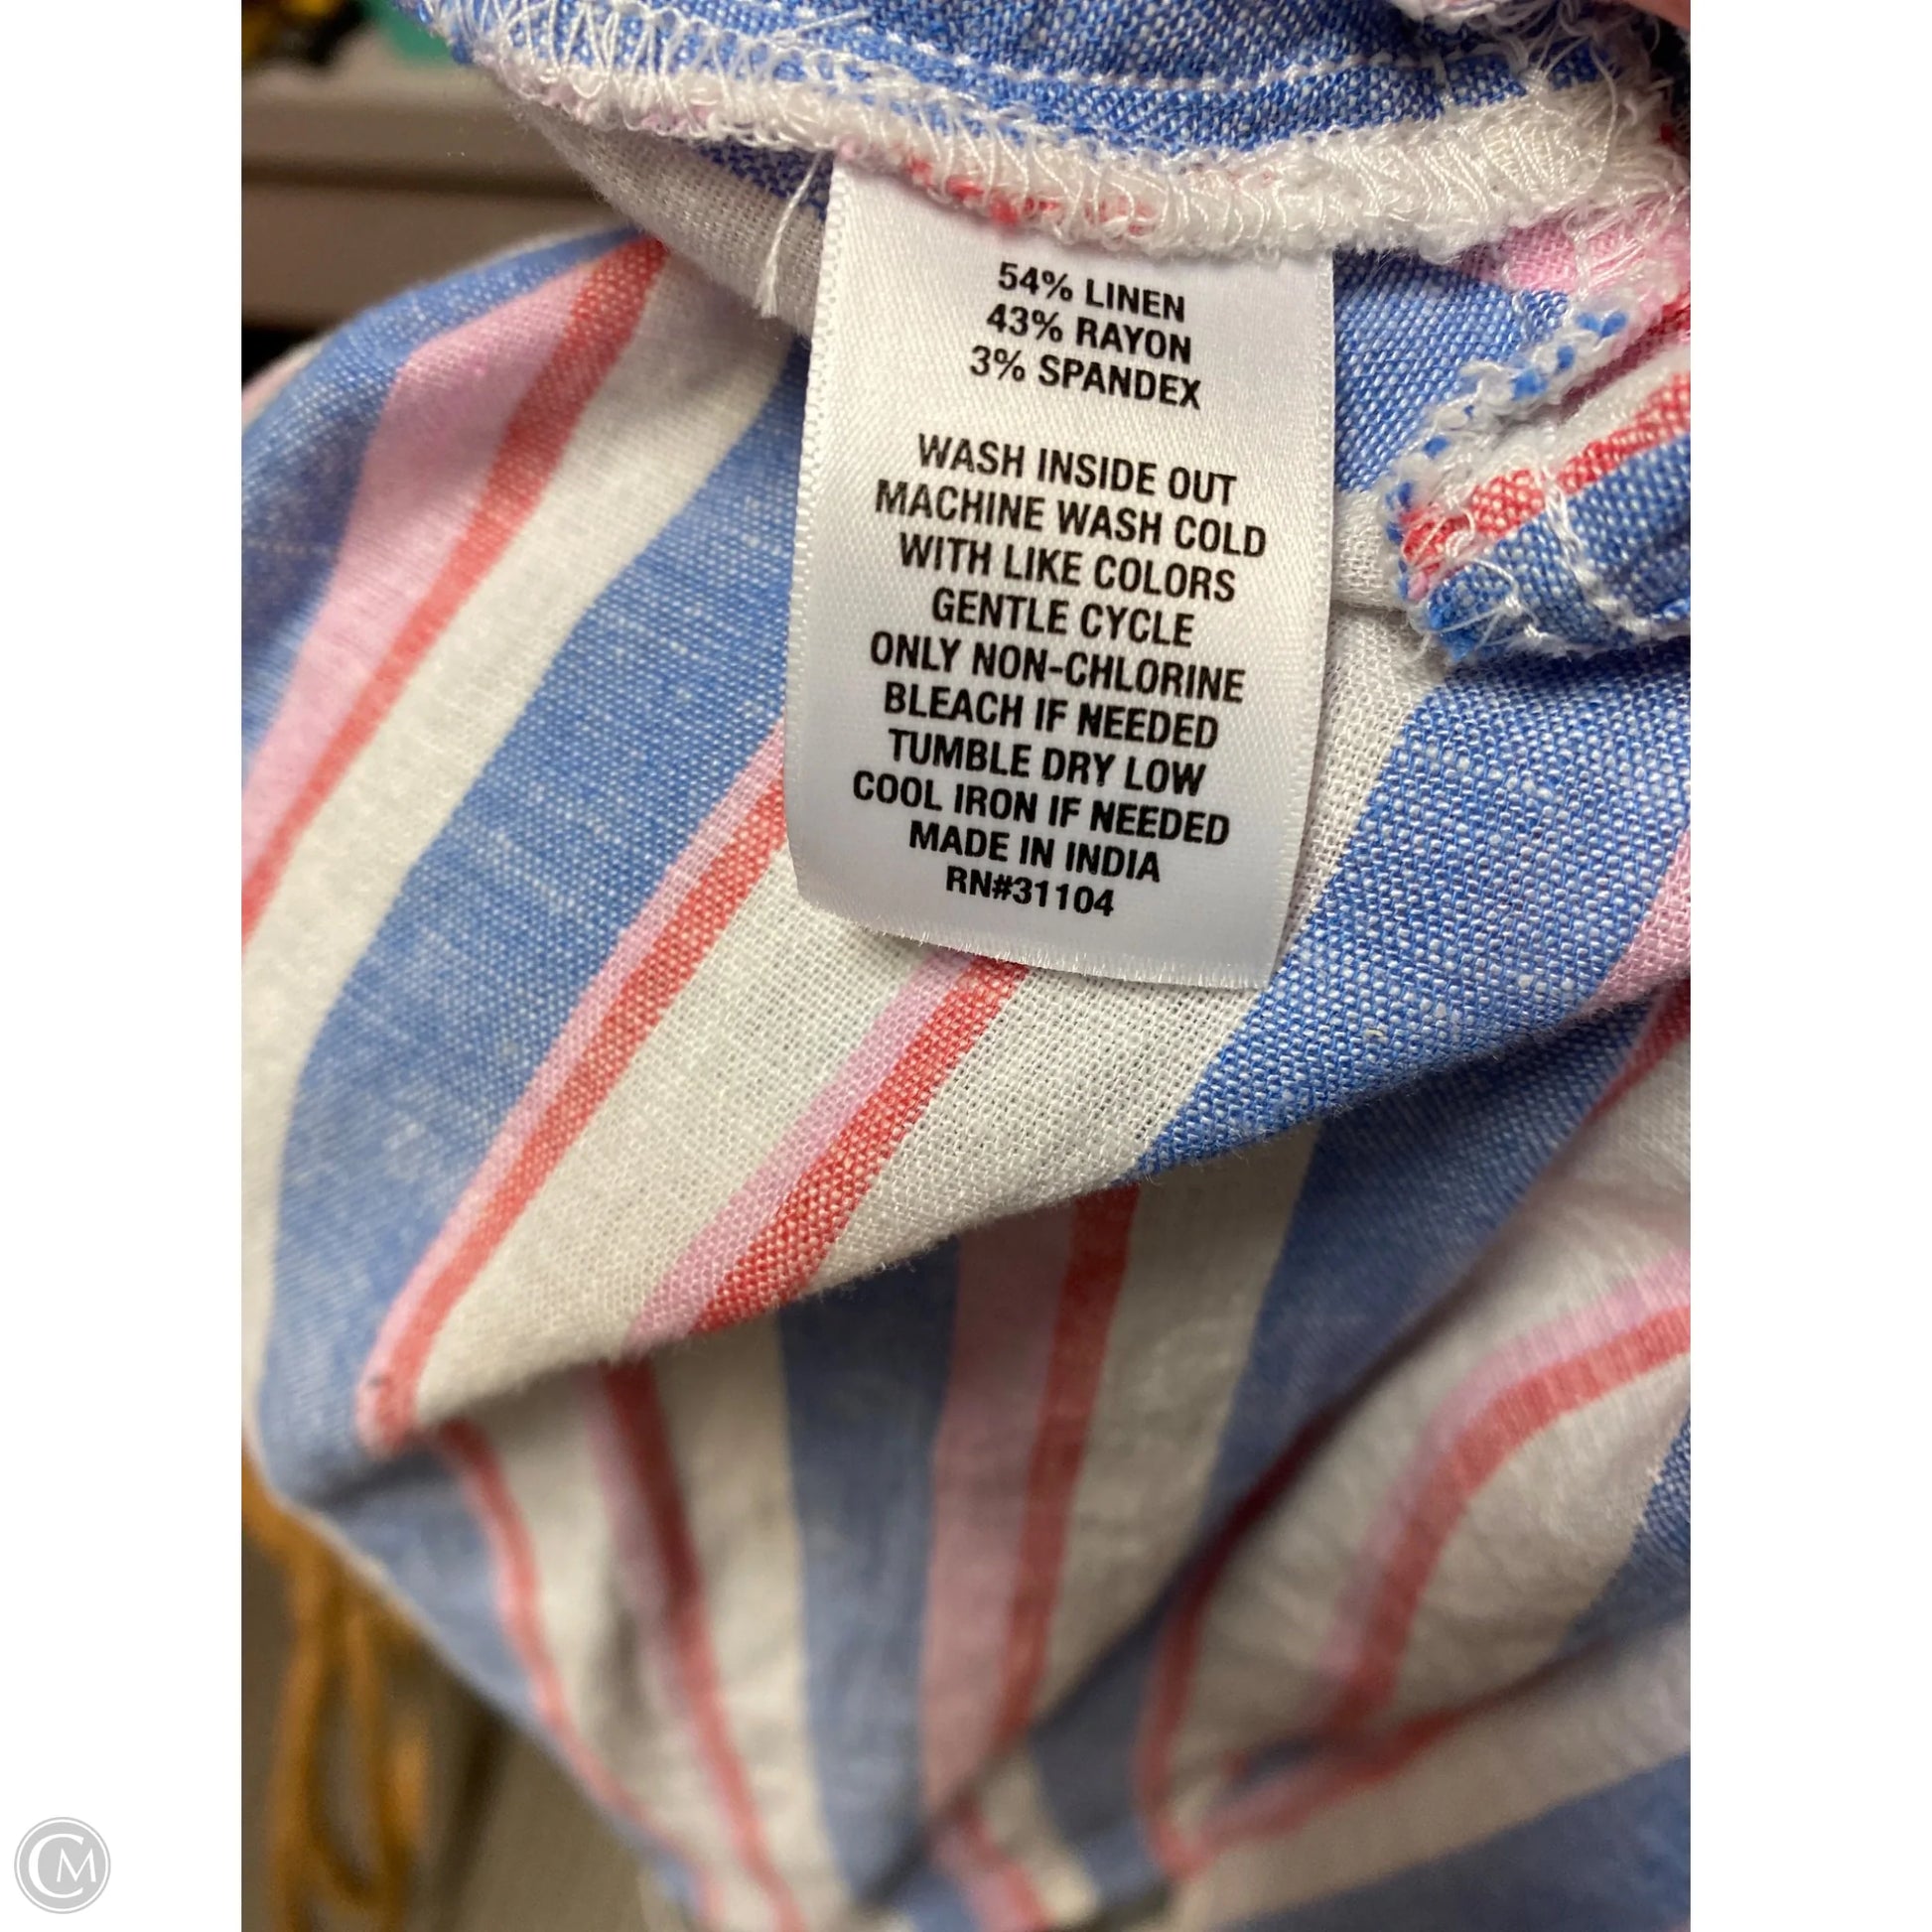 54% LINEN
43% RAYON
3% SPANDEX
WASH INSIDE OUT
MACHINE WASH COLD
WITH LIKE COLORS
GENTLE CYCLE
ONLY NON-CHLORINE
BLEACH IF NEEDED
TUMBLE DRY LOW
COOL IRON IF NEEDED
MADE IN INDIA
RN#31104
CM